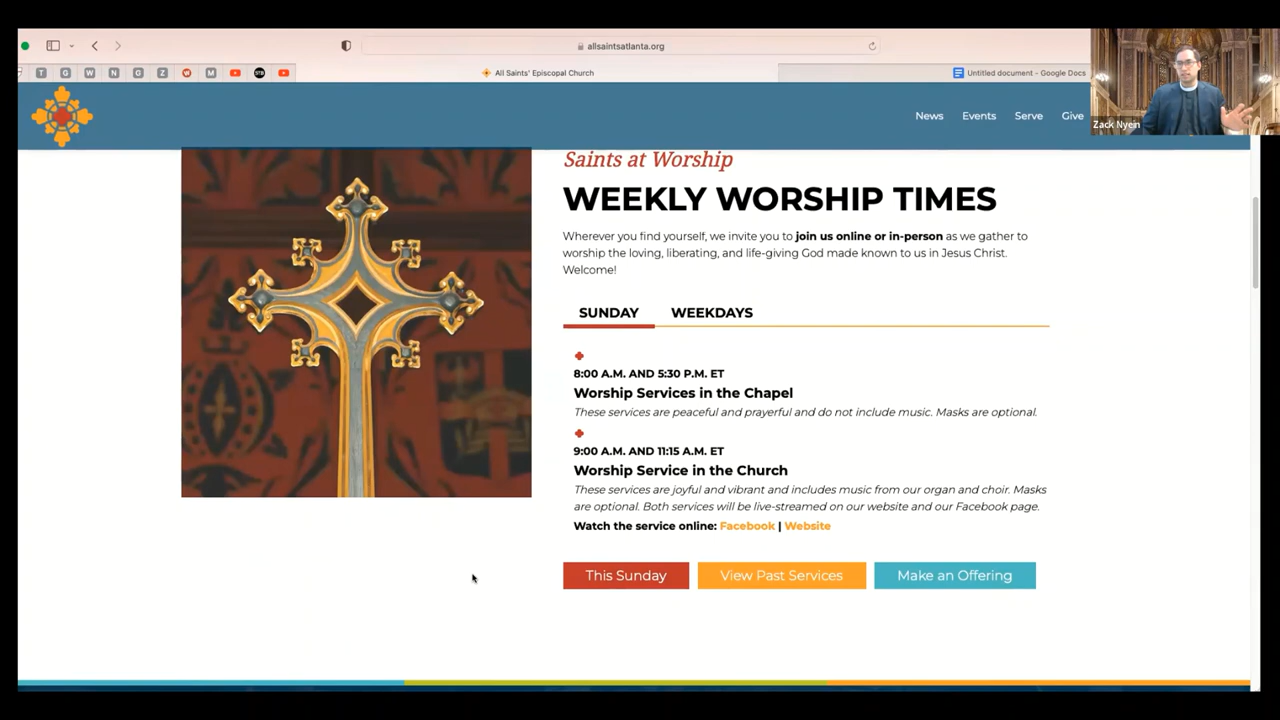 allsaintsatlanta.org
T G W N G Z W M STB
All Saints' Episcopal Church
Untitled document - Google Docs
News Events Serve Give
Zack Nyein
Saints at Worship
WEEKLY WORSHIP TIMES
Wherever you find yourself, we invite you to join us online or in-person as we gather to
worship the loving, liberating, and life-giving God made known to us in Jesus Christ.
Welcome!
SUNDAY WEEKDAYS
8:00 A.M. AND 5:30 P.M. ET
Worship Services in the Chapel
These services are peaceful and prayerful and do not include music. Masks are optional.
9:00 A.M. AND 11:15 A.M. ET
Worship Service in the Church
These services are joyful and vibrant and includes music from our organ and choir. Masks
are optional. Both services will be live-streamed on our website and our Facebook page.
Watch the service online: Facebook | Website
This Sunday View Past Services Make an Offering